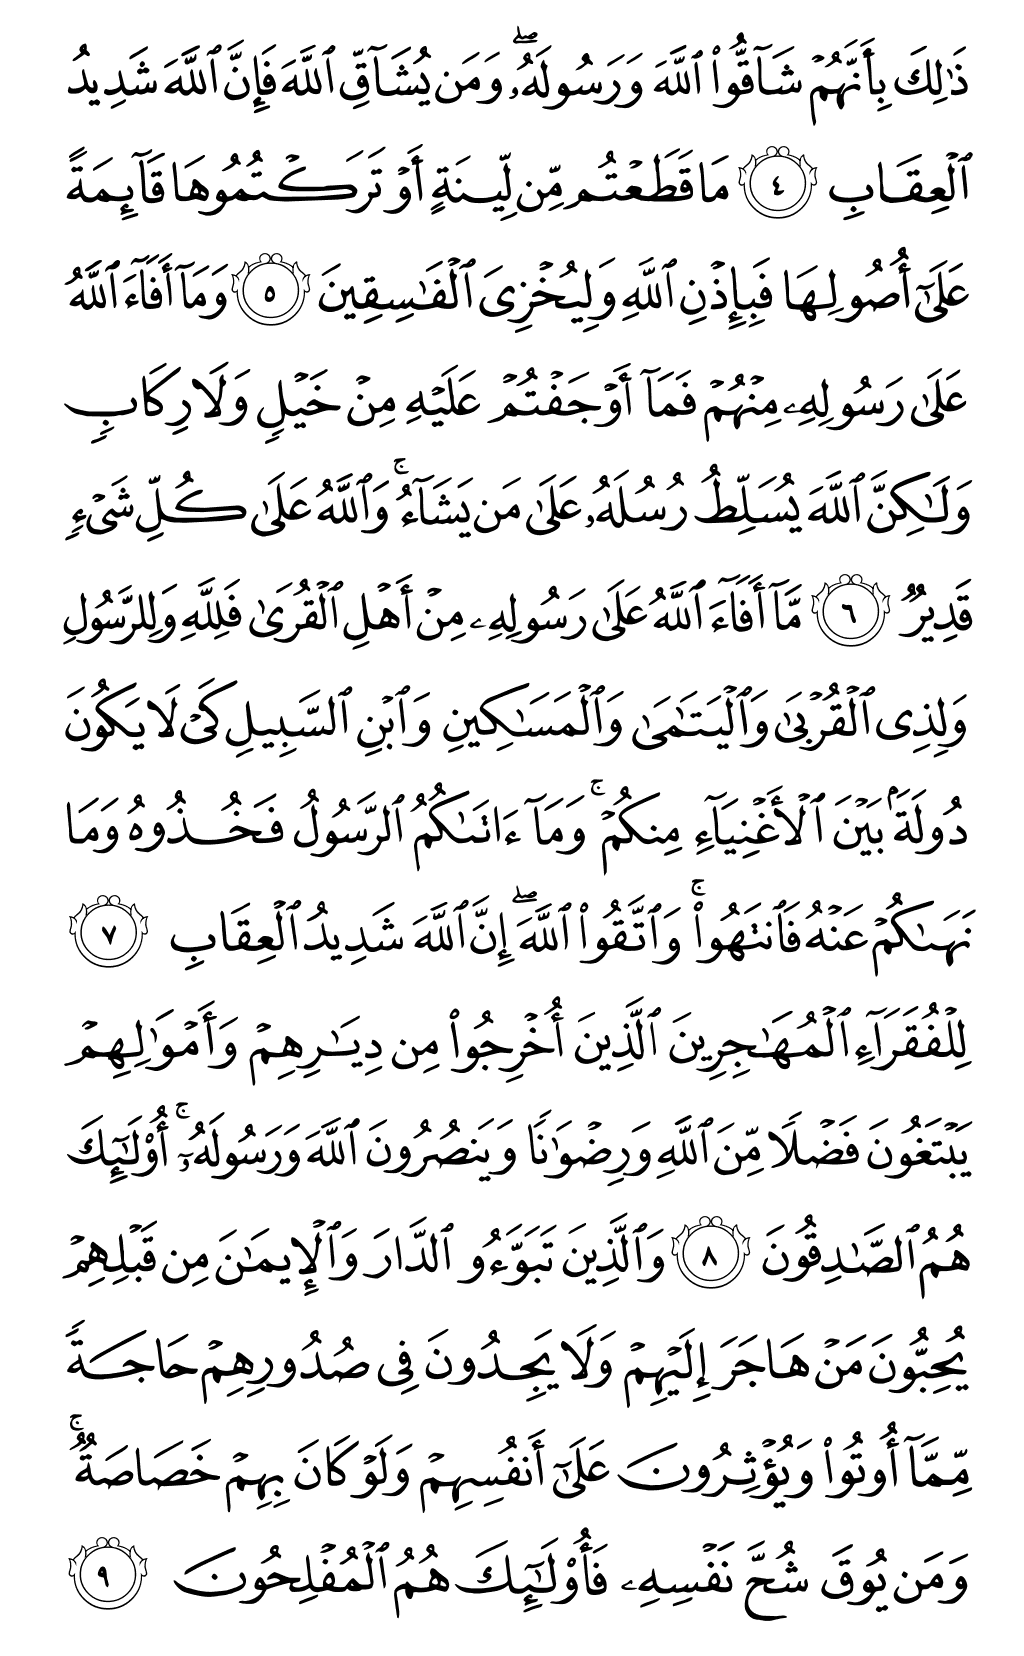 ذَٰلِكَ بِأَنَّهُمۡ شَآقُّواْ ٱللَّهَ وَرَسُولَهُۥۖ وَمَن يُشَآقِّ ٱللَّهَ فَإِنَّ ٱللَّهَ شَدِيدُ
ٱلۡعِقَابِ ٤ مَا قَطَعۡتُم مِّن لِّينَةٍ أَوۡ تَرَكۡتُمُوهَا قَآئِمَةً
عَلَىٰٓ أُصُولِهَا فَبِإِذۡنِ ٱللَّهِ وَلِيُخۡزِىَ ٱلۡفَٰسِقِينَ ٥ وَمَآ أَفَآءَ ٱللَّهُ
عَلَىٰ رَسُولِهِۦ مِنۡهُمۡ فَمَآ أَوۡجَفۡتُمۡ عَلَيۡهِ مِنۡ خَيۡلٍ وَلَا رِكَابٍ
وَلَٰكِنَّ ٱللَّهَ يُسَلِّطُ رُسُلَهُۥ عَلَىٰ مَن يَشَآءُۚ وَٱللَّهُ عَلَىٰ كُلِّ شَىۡءٍ
قَدِيرٌ ٦ مَّآ أَفَآءَ ٱللَّهُ عَلَىٰ رَسُولِهِۦ مِنۡ أَهۡلِ ٱلۡقُرَىٰ فَلِلَّهِ وَلِلرَّسُولِ
وَلِذِى ٱلۡقُرۡبَىٰ وَٱلۡيَتَٰمَىٰ وَٱلۡمَسَٰكِينِ وَٱبۡنِ ٱلسَّبِيلِ كَىۡ لَا يَكُونَ
دُولَةَۢ بَيۡنَ ٱلۡأَغۡنِيَآءِ مِنكُمۡۚ وَمَآ ءَاتَىٰكُمُ ٱلرَّسُولُ فَخُذُوهُ وَمَا
نَهَىٰكُمۡ عَنۡهُ فَٱنتَهُواْۚ وَٱتَّقُواْ ٱللَّهَۖ إِنَّ ٱللَّهَ شَدِيدُ ٱلۡعِقَابِ ٧
لِلۡفُقَرَآءِ ٱلۡمُهَٰجِرِينَ ٱلَّذِينَ أُخۡرِجُواْ مِن دِيَٰرِهِمۡ وَأَمۡوَٰلِهِمۡ
يَبۡتَغُونَ فَضۡلًا مِّنَ ٱللَّهِ وَرِضۡوَٰنًا وَيَنصُرُونَ ٱللَّهَ وَرَسُولَهُۥٓۚ أُوْلَٰٓئِكَ
هُمُ ٱلصَّٰدِقُونَ ٨ وَٱلَّذِينَ تَبَوَّءُو ٱلدَّارَ وَٱلۡإِيمَٰنَ مِن قَبۡلِهِمۡ
يُحِبُّونَ مَنۡ هَاجَرَ إِلَيۡهِمۡ وَلَا يَجِدُونَ فِى صُدُورِهِمۡ حَاجَةً
مِّمَّآ أُوتُواْ وَيُؤۡثِرُونَ عَلَىٰٓ أَنفُسِهِمۡ وَلَوۡ كَانَ بِهِمۡ خَصَاصَةٌۚ
وَمَن يُوقَ شُحَّ نَفۡسِهِۦ فَأُوْلَٰٓئِكَ هُمُ ٱلۡمُفۡلِحُونَ ٩